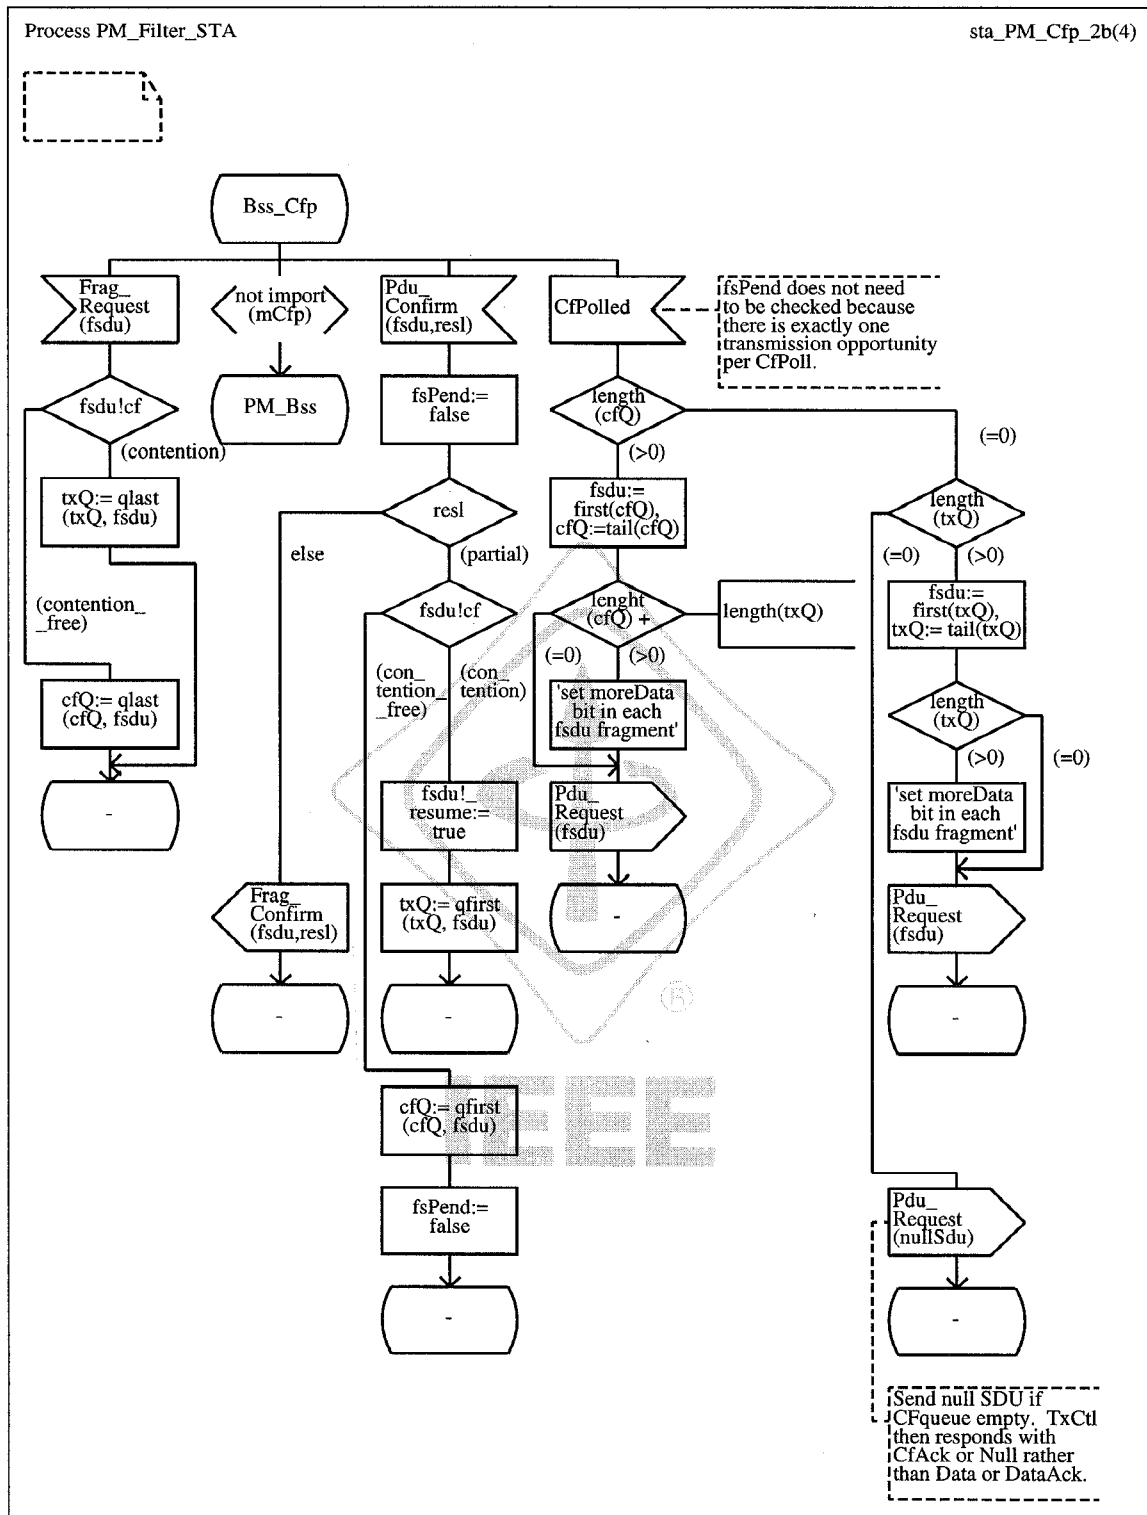 Process PM_Filter_STA
sta_PM_Cfp_2b(4)
Bss_Cfp
Frag_
Request
(fsdu)
not import
(mCfp)
Pdu_
Confirm
(fsdu,resl)
CfPolled
fsPend does not need
to be checked because
there is exactly one
transmission opportunity
per CfPoll.
fsdu!cf
PM_Bss
fsPend:=
false
length
(cfQ)
(=0)
(contention)
(>0)
txQ:= qlast
(txQ, fsdu)
resl
fsdu:=
first(cfQ),
cfQ:=tail(cfQ)
length
(txQ)
else
(partial)
(=0)
(>0)
(contention_
_free)
fsdu!cf
lenght
(cfQ) +
length(txQ)
fsdu:=
first(txQ),
txQ:= tail(txQ)
(con_
tention_
_free)
(con_
tention)
(=0)
(>0)
cfQ:= qlast
(cfQ, fsdu)
'set moreData
bit in each
fsdu fragment'
length
(txQ)
(>0)
(=0)
-
fsdu!_
resume:=
true
Pdu_
Request
(fsdu)
'set moreData
bit in each
fsdu fragment'
Frag_
Confirm
(fsdu,resl)
txQ:= qfirst
(txQ, fsdu)
-
Pdu_
Request
(fsdu)
-
-
-
®
IEEE
cfQ:= qfirst
(cfQ, fsdu)
fsPend:=
false
Pdu_
Request
(nullSdu)
-
-
Send null SDU if
CFqueue empty. TxCtl
then responds with
CfAck or Null rather
than Data or DataAck.